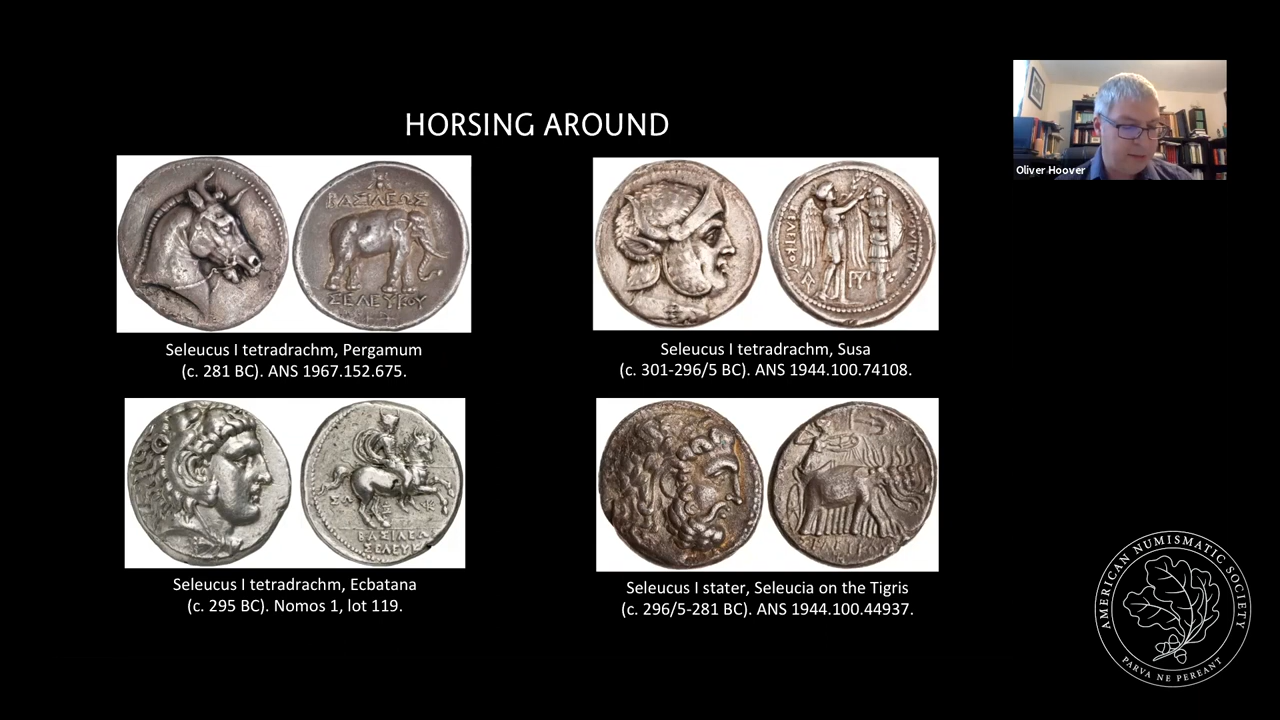 HORSING AROUND
Oliver Hoover
ΒΑΣΙΛΕΩΣ
ΣΕΛΕΥΚΟΥ
Seleucus I tetradrachm, Pergamum
(c. 281 BC). ANS 1967.152.675.
Seleucus I tetradrachm, Susa
(c. 301-296/5 BC). ANS 1944.100.74108.
ΒΑΣΙΛΕΩ
ΣΕΛΕΥΚ
Seleucus I tetradrachm, Ecbatana
(c. 295 BC). Nomos 1, lot 119.
Seleucus I stater, Seleucia on the Tigris
(c. 296/5-281 BC). ANS 1944.100.44937.
AMERICAN NUMISMATIC SOCIETY
PARVA NE PEREANT